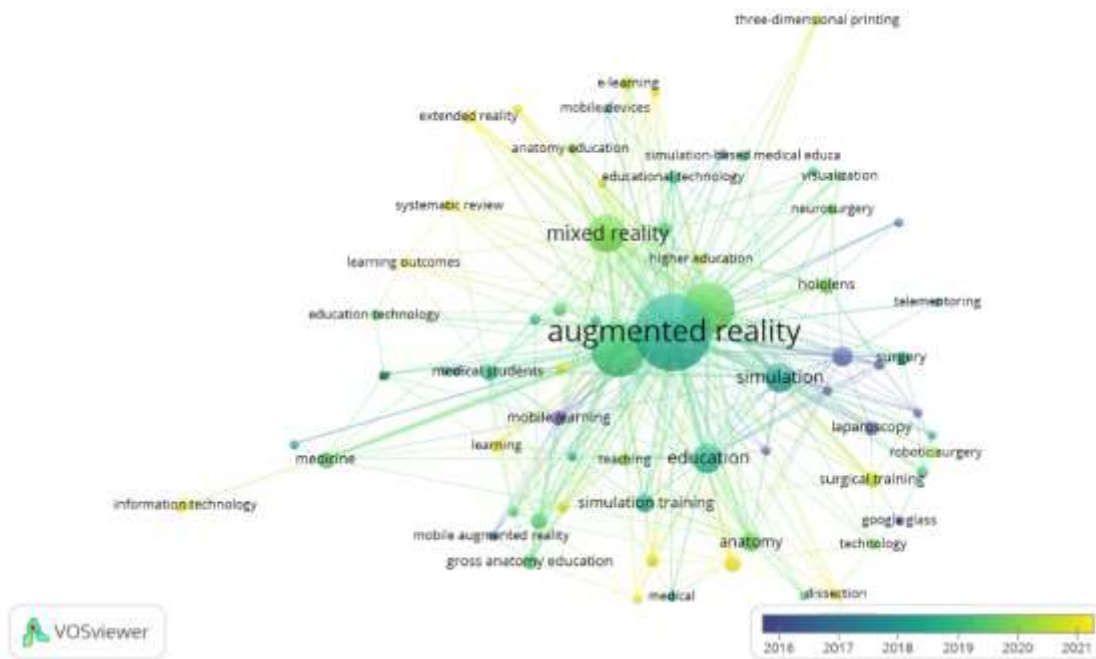 three-dimensional printing
e-learning
mobile devices
extended reality
anatomy education
simulation-based medical educa
educational technology
visualization
systematic review
neurosurgery
mixed reality
higher education
learning outcomes
hololens
telementoring
education technology
augmented reality
surgery
medical students
simulation
mobile learning
laparoscopy
learning
robotic surgery
medicine
teaching
education
surgical training
information technology
simulation training
google glass
mobile augmented reality
anatomy
technology
gross anatomy education
medical
dissection
VOSviewer
2016 2017 2018 2019 2020 2021